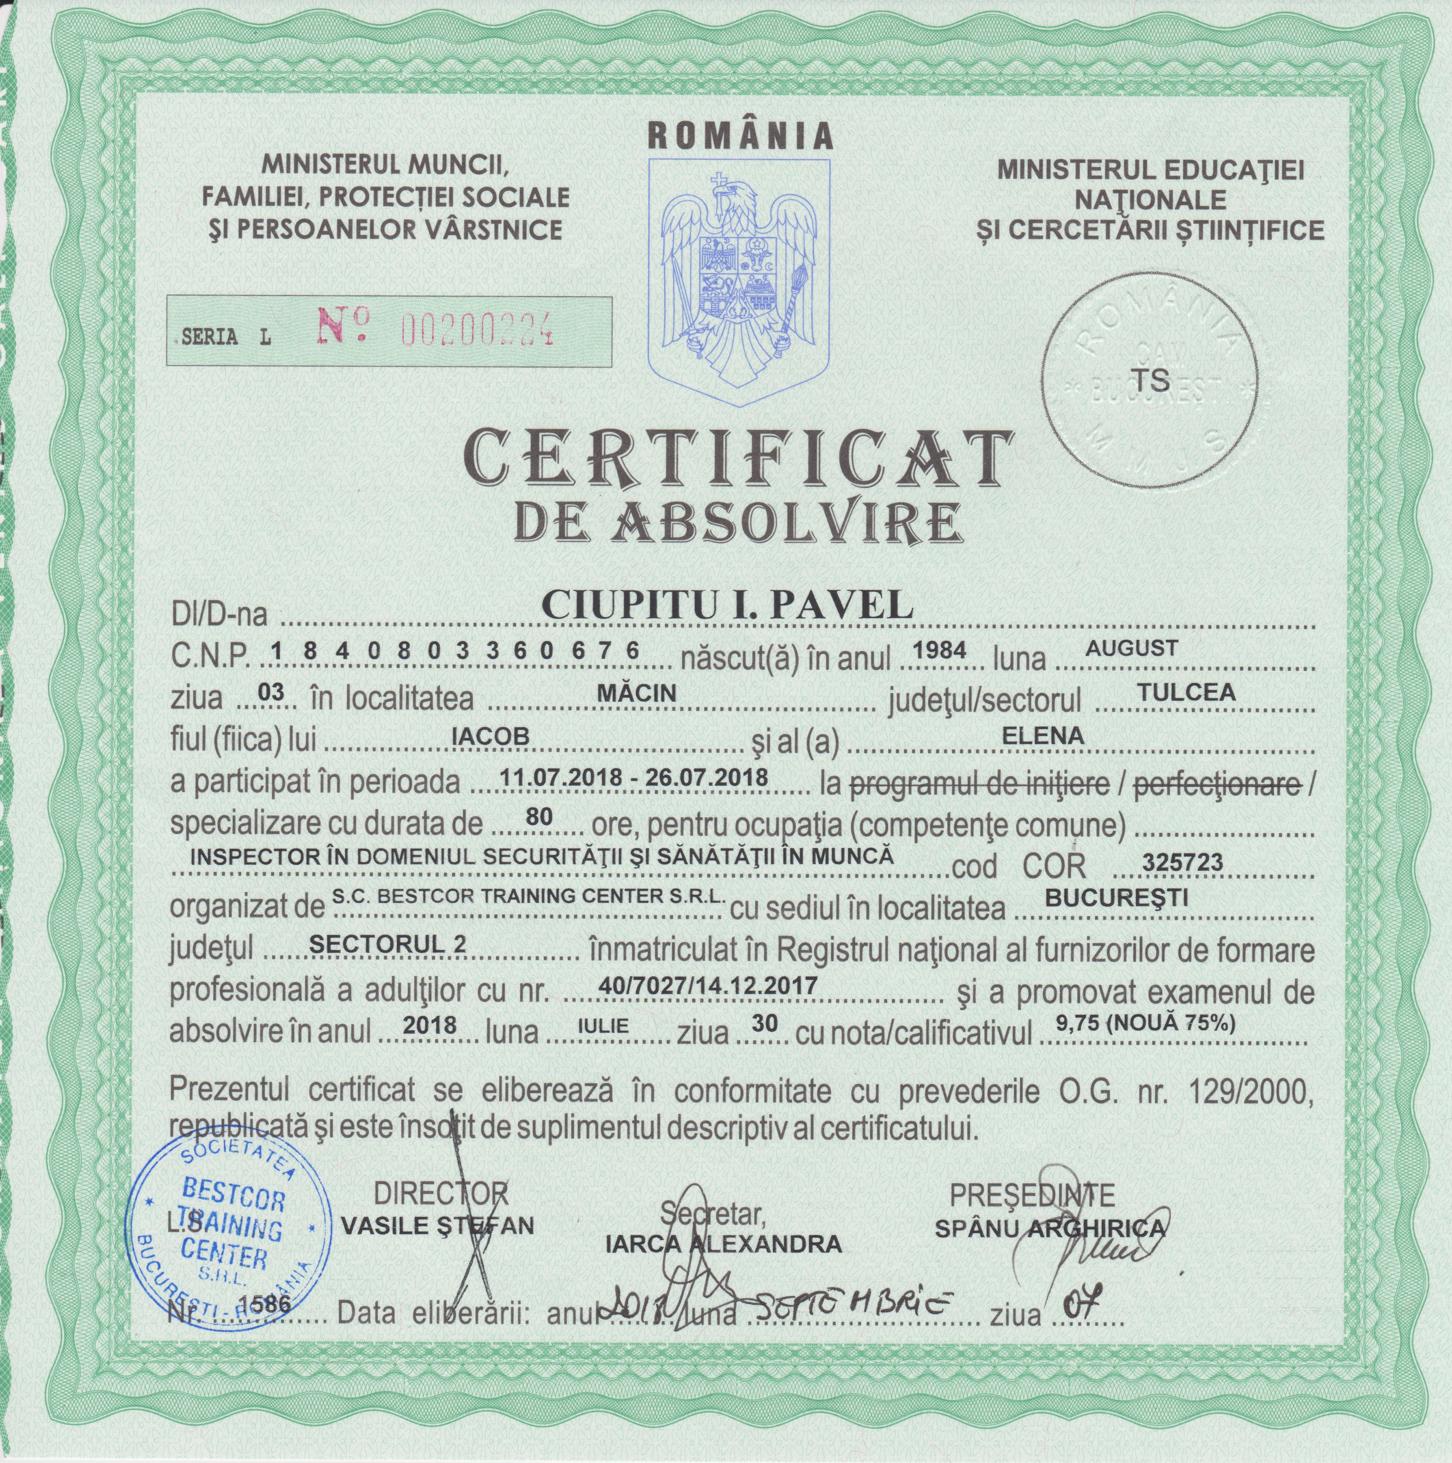 ROMÂNIA
MINISTERUL MUNCII,
FAMILIEI, PROTECȚIEI SOCIALE
ŞI PERSOANELOR VÂRSTNICE
MINISTERUL EDUCAŢIEI
NAŢIONALE
ȘI CERCETĂRII ȘTIINȚIFICE
SERIA L Nº 00200224
ROMÂNIA
CAM
BUCUREȘTI
TS
MMJS
CERTIFICAT
DE ABSOLVIRE
Dl/D-na CIUPITU I. PAVEL
C.N.P. 1 8 4 0 8 0 3 3 6 0 6 7 6 născut(ă) în anul 1984 luna AUGUST
ziua 03 în localitatea MĂCIN judeţul/sectorul TULCEA
fiul (fiica) lui IACOB şi al (a) ELENA
a participat în perioada 11.07.2018 - 26.07.2018 la programul de iniţiere / perfecţionare /
specializare cu durata de 80 ore, pentru ocupaţia (competenţe comune)
INSPECTOR ÎN DOMENIUL SECURITĂŢII ŞI SĂNĂTĂŢII ÎN MUNCĂ cod COR 325723
organizat de S.C. BESTCOR TRAINING CENTER S.R.L. cu sediul în localitatea BUCUREŞTI
judeţul SECTORUL 2 înmatriculat în Registrul naţional al furnizorilor de formare
profesională a adulţilor cu nr. 40/7027/14.12.2017 şi a promovat examenul de
absolvire în anul 2018 luna IULIE ziua 30 cu nota/calificativul 9,75 (NOUĂ 75%)
Prezentul certificat se eliberează în conformitate cu prevederile O.G. nr. 129/2000,
republicată şi este însoţit de suplimentul descriptiv al certificatului.
SOCIETATEA
BESTCOR
TRAINING
CENTER
S.R.L.
BUCUREȘTI - ROMÂNIA
L.S.
DIRECTOR
VASILE ŞTEFAN
Secretar,
IARCA ALEXANDRA
PREŞEDINTE
SPÂNU ARGHIRICA
Nr. 1586 Data eliberării: anul 2018 luna SEPTEMBRIE ziua 07